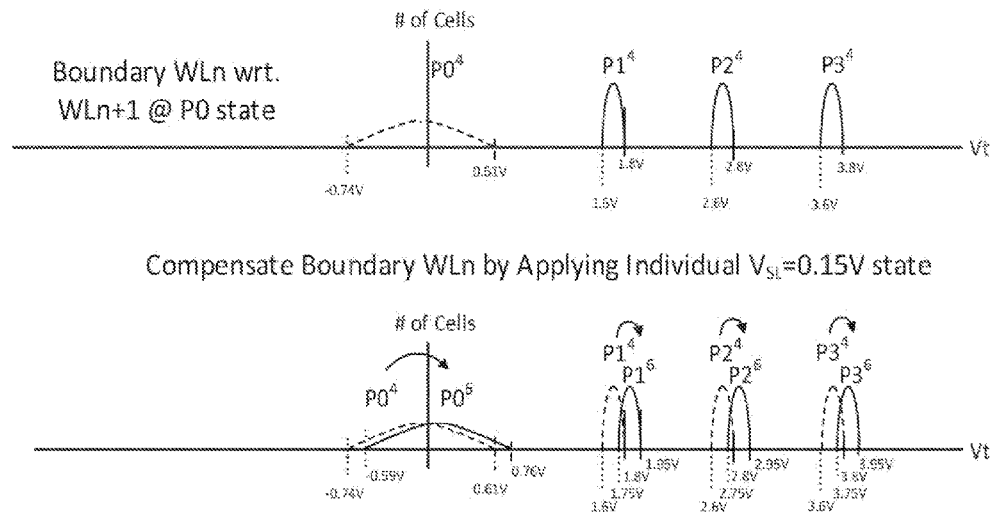 # of Cells
Boundary WLn wrt.
WLn+1 @ P0 state
P0⁴
P1⁴ P2⁴ P3⁴
Vt
-0.74V 0.51V 1.6V 1.8V 2.6V 2.8V 3.6V 3.8V
Compensate Boundary WLn by Applying Individual V_SL=0.15V state
# of Cells
P0⁴
P1⁴ P2⁴ P3⁴
P1⁶ P2⁶ P3⁶
Vt
-0.74V -0.59V 0.61V 0.76V
1.6V 1.75V 1.8V 1.95V
2.6V 2.75V 2.8V 2.95V
3.6V 3.75V 3.8V 3.95V